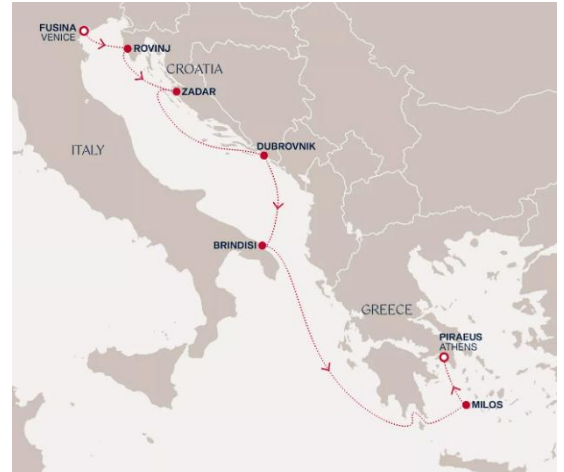 FUSINA
VENICE
ROVINJ
CROATIA
ZADAR
ITALY
DUBROVNIK
BRINDISI
GREECE
PIRAEUS
ATHENS
MILOS